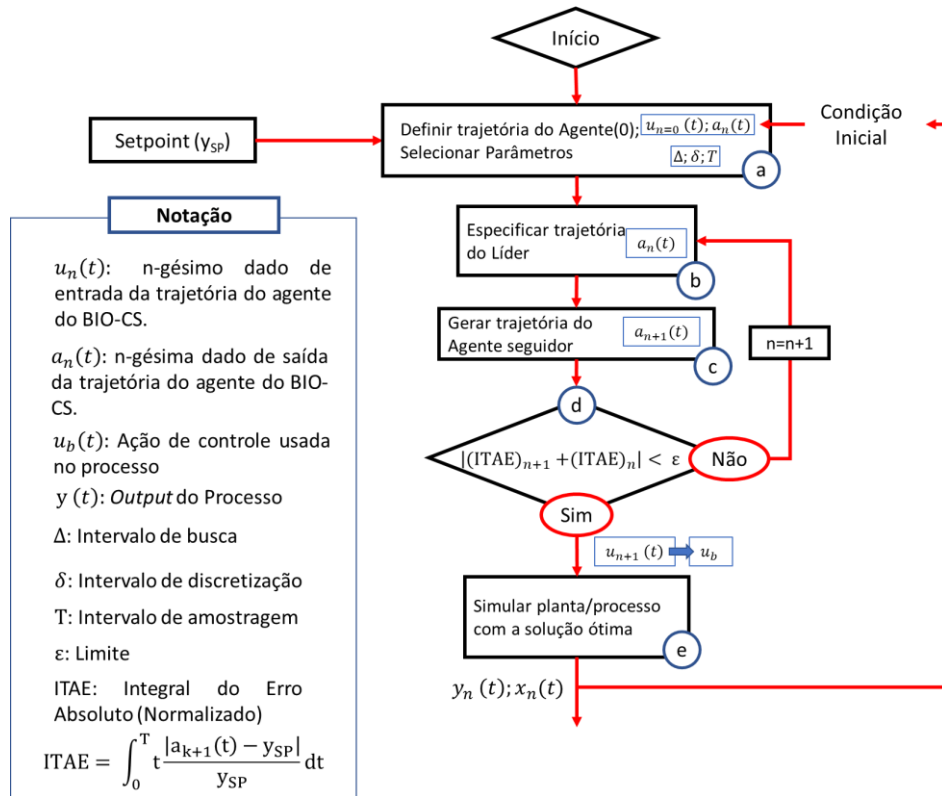 Início
Setpoint (y_SP)
Definir trajetória do Agente(0); u_{n=0} (t); a_n(t)
Selecionar Parâmetros
Δ; δ; T
a
Condição
Inicial
Especificar trajetória
do Líder
a_n(t)
b
Gerar trajetória do
Agente seguidor
a_{n+1}(t)
c
n=n+1
d
|(ITAE)_{n+1} +(ITAE)_n| < ε
Não
Sim
u_{n+1} (t)
u_b
Simular planta/processo
com a solução ótima
e
y_n (t); x_n(t)
Notação
u_n(t): n-gésimo dado de
entrada da trajetória do agente
do BIO-CS.
a_n(t): n-gésima dado de saída
da trajetória do agente do BIO-
CS.
u_b(t): Ação de controle usada
no processo
y (t): Output do Processo
Δ: Intervalo de busca
δ: Intervalo de discretização
T: Intervalo de amostragem
ε: Limite
ITAE: Integral do Erro
Absoluto (Normalizado)
ITAE = ∫_0^T t |a_{k+1}(t) − y_SP| / y_SP dt